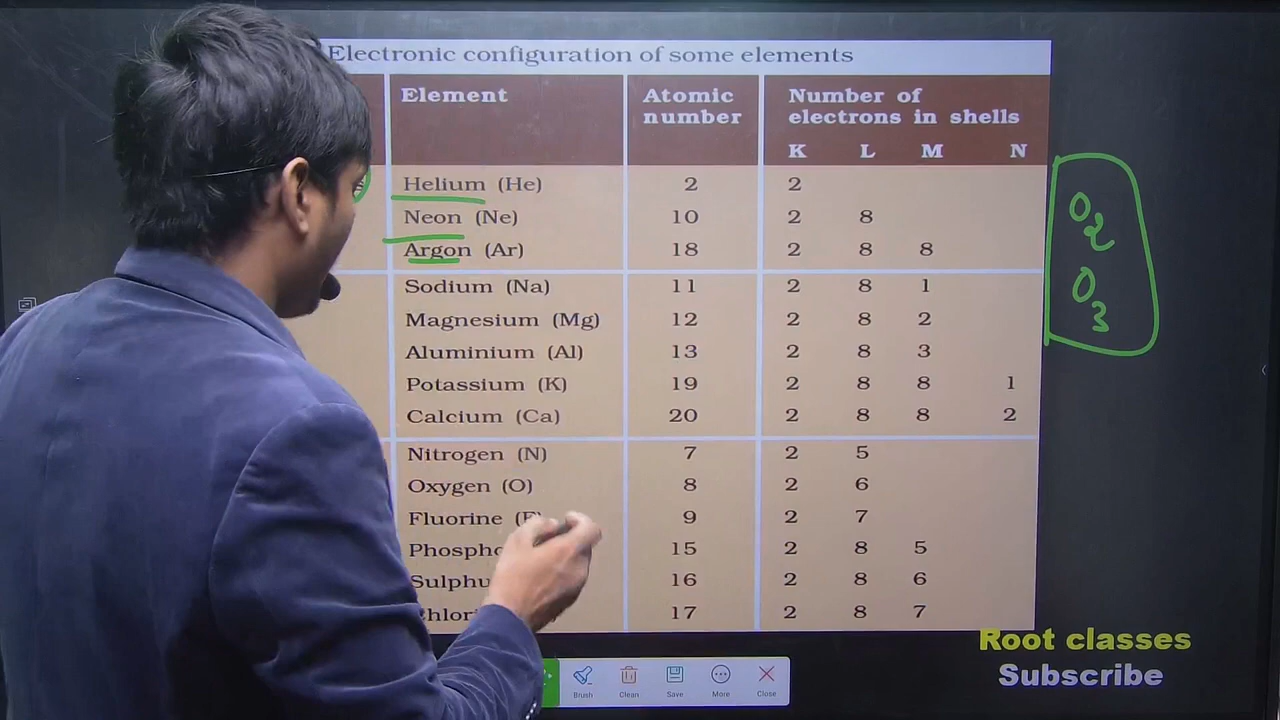 Electronic configuration of some elements
Element Atomic number Number of electrons in shells
K L M N
Helium (He) 2 2
Neon (Ne) 10 2 8
Argon (Ar) 18 2 8 8
Sodium (Na) 11 2 8 1
Magnesium (Mg) 12 2 8 2
Aluminium (Al) 13 2 8 3
Potassium (K) 19 2 8 8 1
Calcium (Ca) 20 2 8 8 2
Nitrogen (N) 7 2 5
Oxygen (O) 8 2 6
Fluorine 9 2 7
15 2 8 5
16 2 8 6
17 2 8 7
O2
O3
Root classes
Subscribe
Brush Clean Save More Close